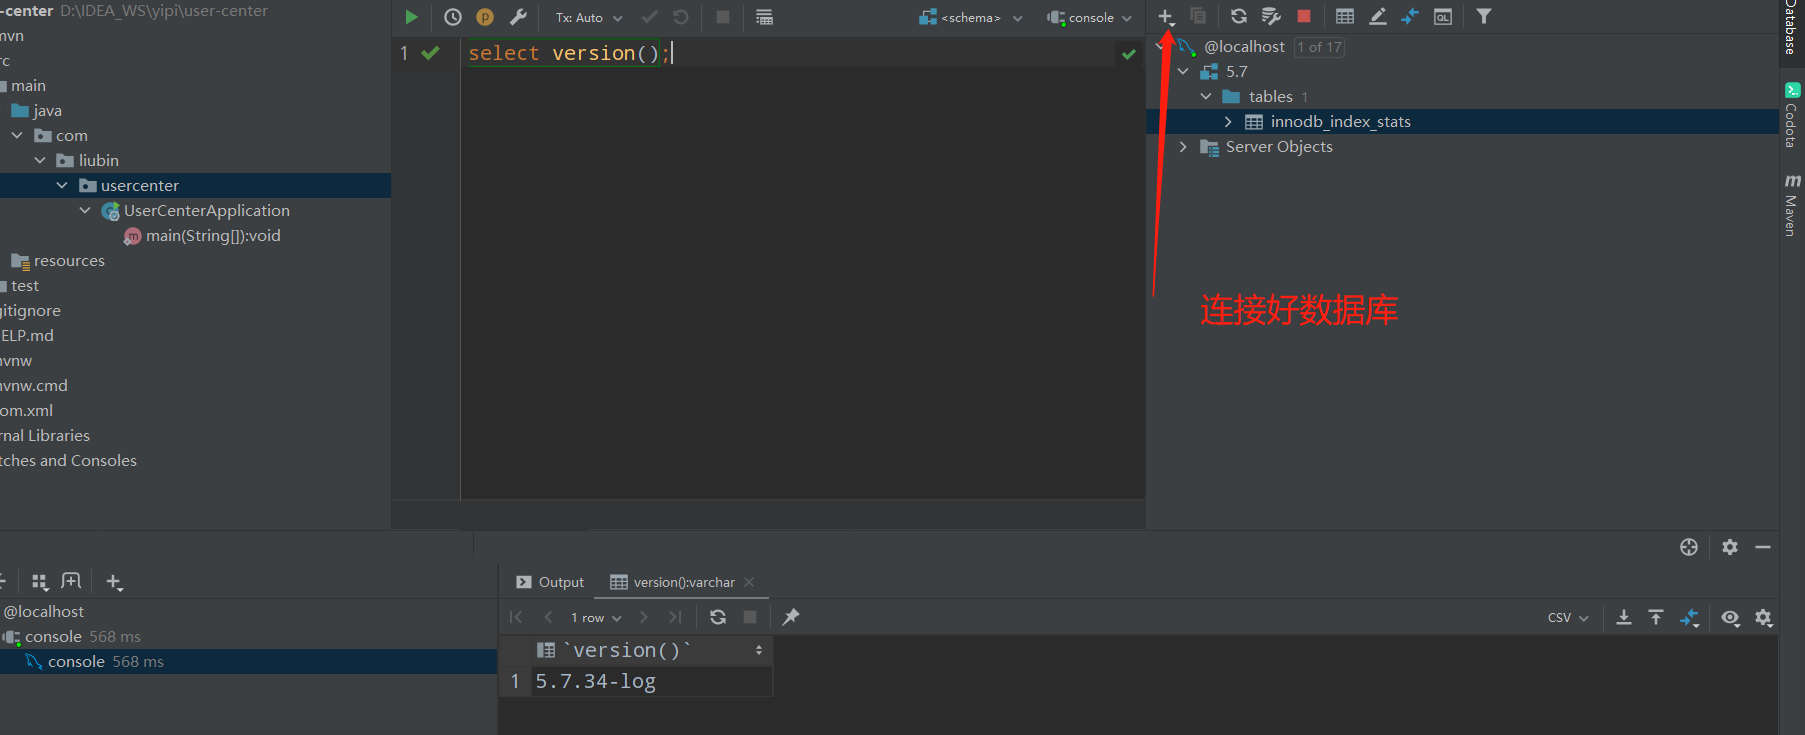 -center D:\IDEA_WS\yipi\user-center
mvn
rc
main
java
com
liubin
usercenter
UserCenterApplication
main(String[]):void
resources
test
gitignore
ELP.md
nvnw
nvnw.cmd
om.xml
rnal Libraries
tches and Consoles
Tx: Auto
<schema>
console
1 select version();
@localhost 1 of 17
5.7
tables 1
innodb_index_stats
Server Objects
连接好数据库
Database
Codota
Maven
@localhost
console 568 ms
console 568 ms
Output version():varchar
1 row
CSV
`version()`
1 5.7.34-log